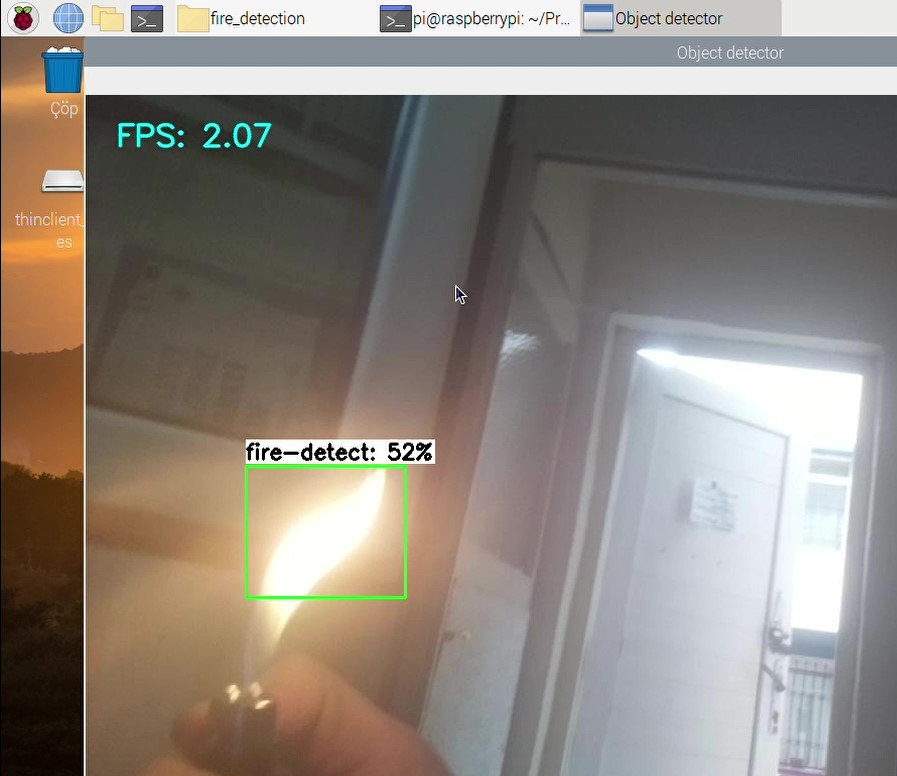 fire_detection
pi@raspberrypi: ~/Pr...
Object detector
Object detector
Çöp
thinclient_
es
FPS: 2.07
fire-detect: 52%